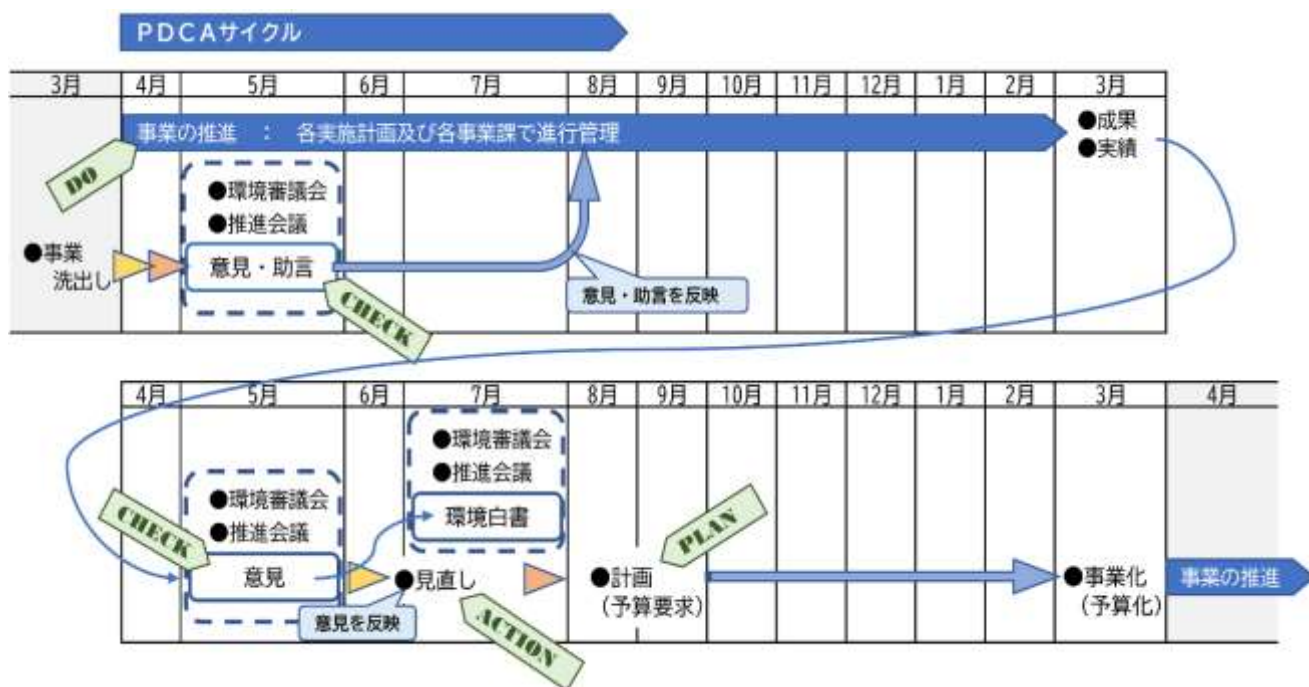 PDCAサイクル
3月 4月 5月 6月 7月 8月 9月 10月 11月 12月 1月 2月 3月
事業の推進 ： 各実施計画及び各事業課で進行管理
●成果
●実績
DO
●環境審議会
●推進会議
意見・助言
●事業
洗出し
CHECK
意見・助言を反映
4月 5月 6月 7月 8月 9月 10月 11月 12月 1月 2月 3月 4月
●環境審議会
●推進会議
環境白書
●環境審議会
●推進会議
意見
CHECK
PLAN
●見直し
意見を反映
ACTION
●計画
(予算要求)
●事業化
(予算化)
事業の推進